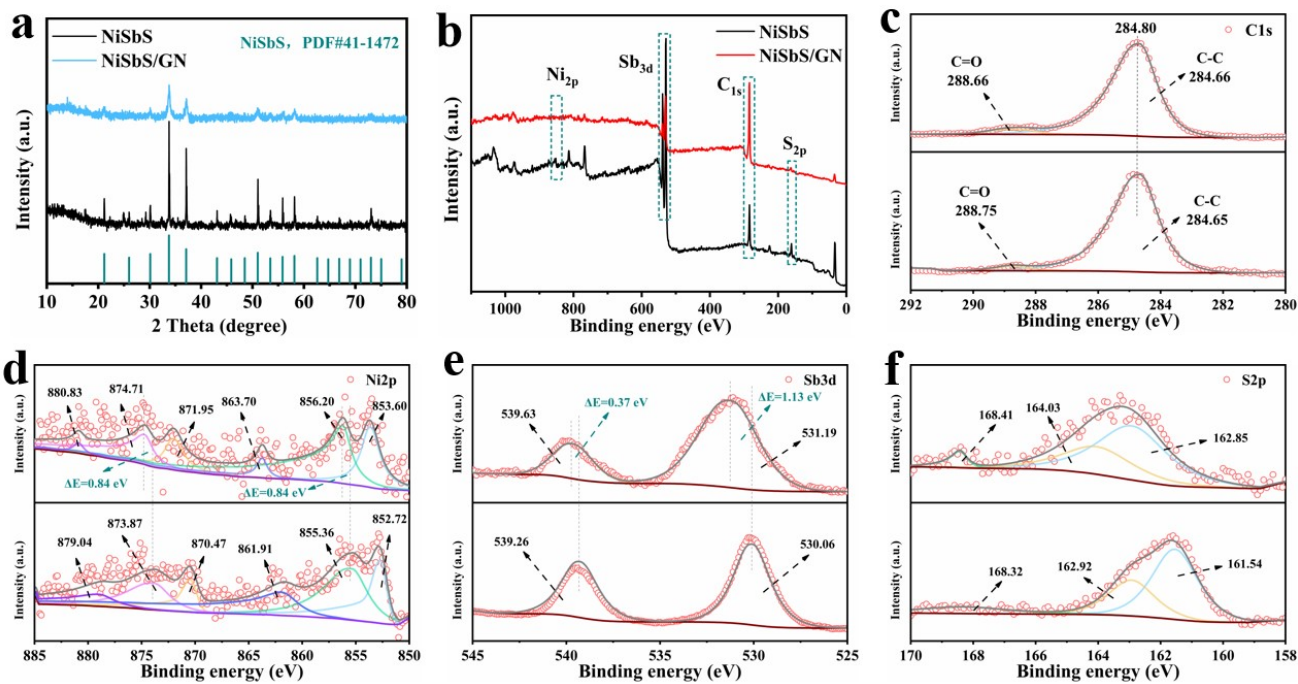 a
NiSbS
NiSbS/GN
NiSbS, PDF#41-1472
Intensity (a.u.)
10 20 30 40 50 60 70 80
2 Theta (degree)
b
NiSbS
NiSbS/GN
Ni2p
Sb3d
C1s
S2p
Intensity (a.u.)
1000 800 600 400 200 0
Binding energy (eV)
c
C1s
284.80
C=O
288.66
C-C
284.66
C=O
288.75
C-C
284.65
Intensity (a.u.)
Intensity (a.u.)
292 290 288 286 284 282 280
Binding energy (eV)
d
Ni2p
880.83
874.71
871.95
863.70
856.20
853.60
ΔE=0.84 eV
ΔE=0.84 eV
879.04
873.87
870.47
861.91
855.36
852.72
Intensity (a.u.)
Intensity (a.u.)
885 880 875 870 865 860 855 850
Binding energy (eV)
e
Sb3d
539.63
ΔE=0.37 eV
ΔE=1.13 eV
531.19
539.26
530.06
Intensity (a.u.)
Intensity (a.u.)
545 540 535 530 525
Binding energy (eV)
f
S2p
168.41
164.03
162.85
168.32
162.92
161.54
Intensity (a.u.)
Intensity (a.u.)
170 168 166 164 162 160 158
Binding energy (eV)